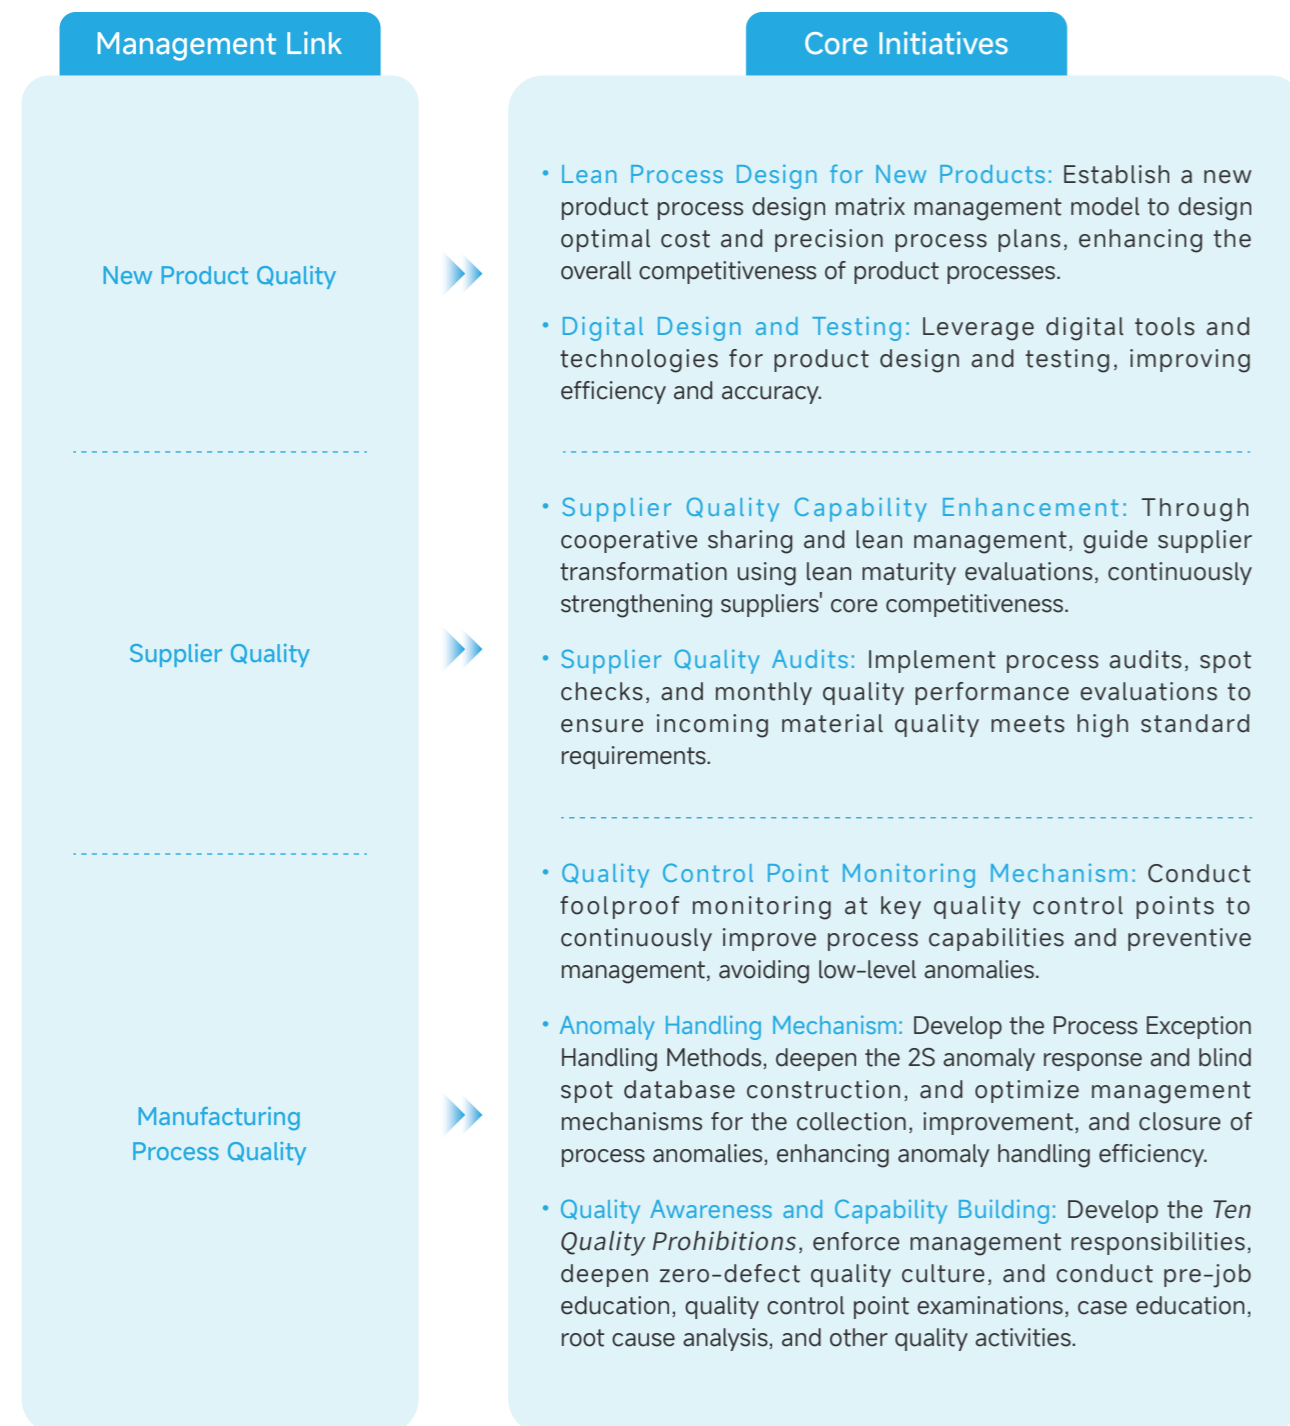 Management Link
Core Initiatives
New Product Quality
• Lean Process Design for New Products: Establish a new
product process design matrix management model to design
optimal cost and precision process plans, enhancing the
overall competitiveness of product processes.
• Digital Design and Testing: Leverage digital tools and
technologies for product design and testing, improving
efficiency and accuracy.
Supplier Quality
• Supplier Quality Capability Enhancement: Through
cooperative sharing and lean management, guide supplier
transformation using lean maturity evaluations, continuously
strengthening suppliers' core competitiveness.
• Supplier Quality Audits: Implement process audits, spot
checks, and monthly quality performance evaluations to
ensure incoming material quality meets high standard
requirements.
Manufacturing
Process Quality
• Quality Control Point Monitoring Mechanism: Conduct
foolproof monitoring at key quality control points to
continuously improve process capabilities and preventive
management, avoiding low-level anomalies.
• Anomaly Handling Mechanism: Develop the Process Exception
Handling Methods, deepen the 2S anomaly response and blind
spot database construction, and optimize management
mechanisms for the collection, improvement, and closure of
process anomalies, enhancing anomaly handling efficiency.
• Quality Awareness and Capability Building: Develop the Ten
Quality Prohibitions, enforce management responsibilities,
deepen zero-defect quality culture, and conduct pre-job
education, quality control point examinations, case education,
root cause analysis, and other quality activities.